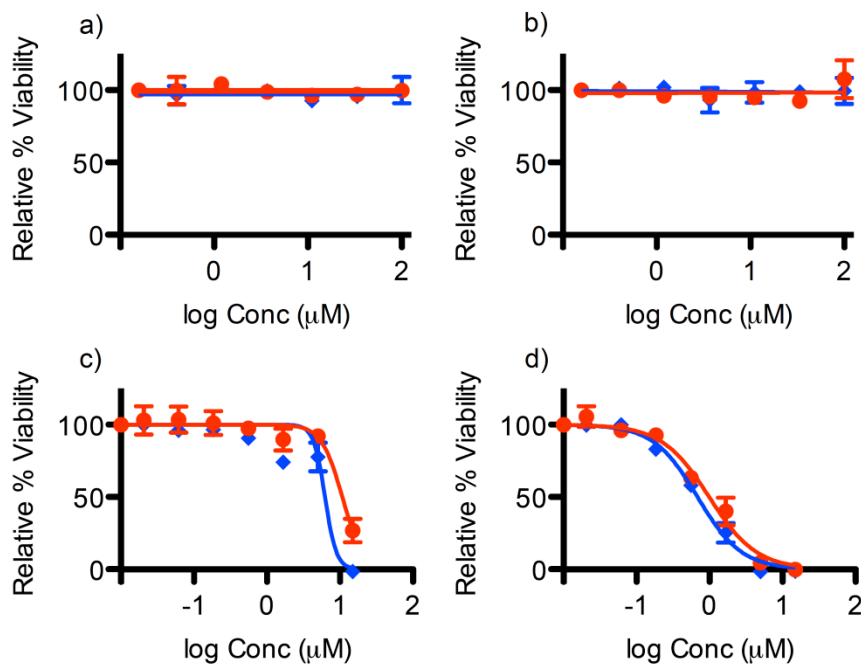 a)
Relative % Viability
100
50
0
0 1 2
log Conc (μM)
b)
Relative % Viability
100
50
0
0 1 2
log Conc (μM)
c)
Relative % Viability
100
50
0
-1 0 1 2
log Conc (μM)
d)
Relative % Viability
100
50
0
-1 0 1 2
log Conc (μM)